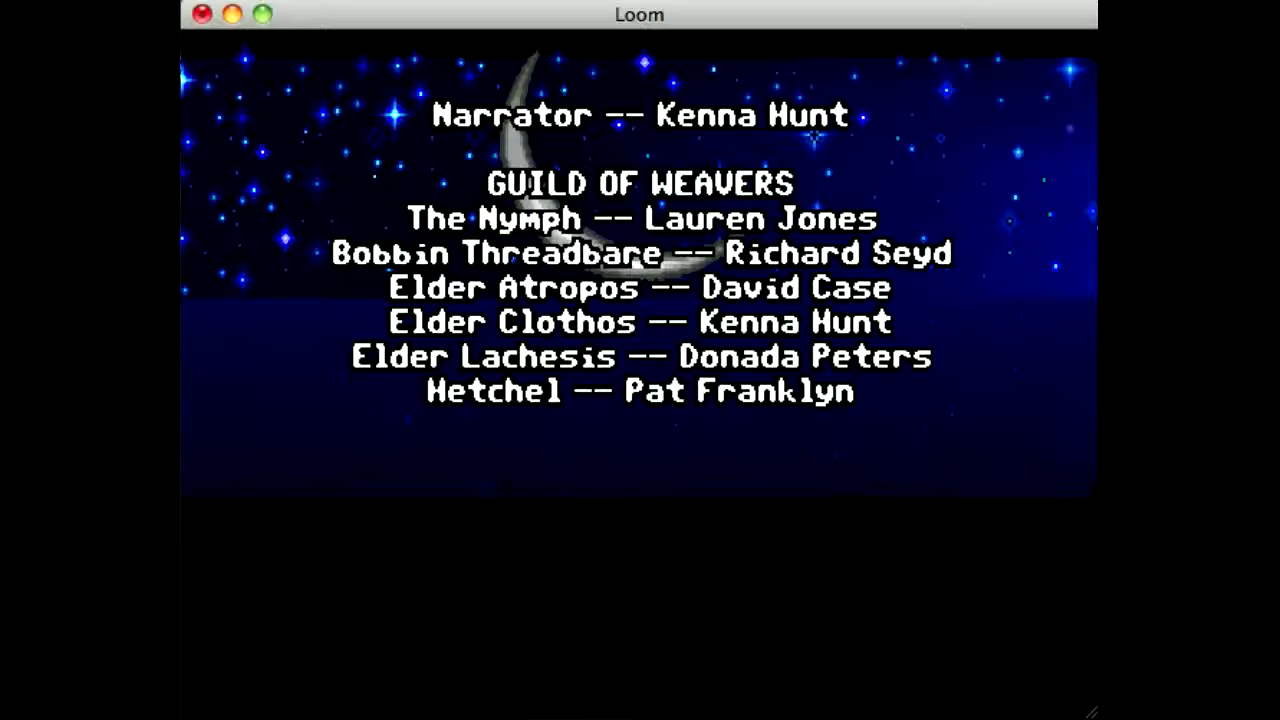 Loom
Narrator -- Kenna Hunt
GUILD OF WEAVERS
The Nymph -- Lauren Jones
Bobbin Threadbare -- Richard Seyd
Elder Atropos -- David Case
Elder Clothos -- Kenna Hunt
Elder Lachesis -- Donada Peters
Hetchel -- Pat Franklyn